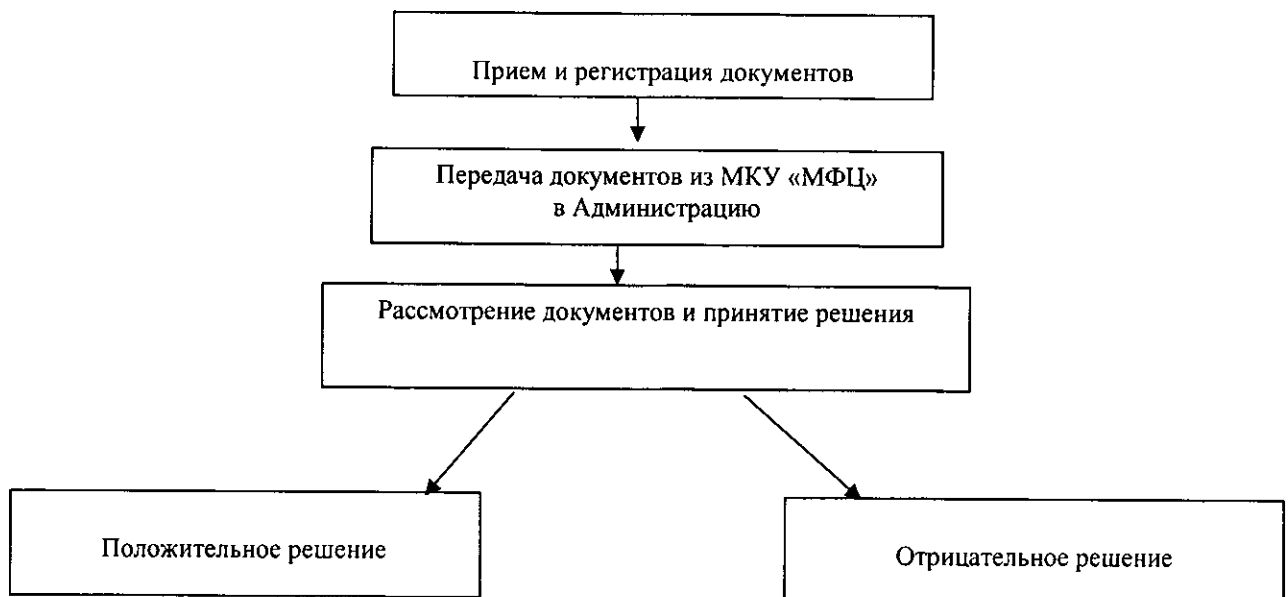 Прием и регистрация документов
Передача документов из МКУ «МФЦ»
в Администрацию
Рассмотрение документов и принятие решения
Положительное решение
Отрицательное решение